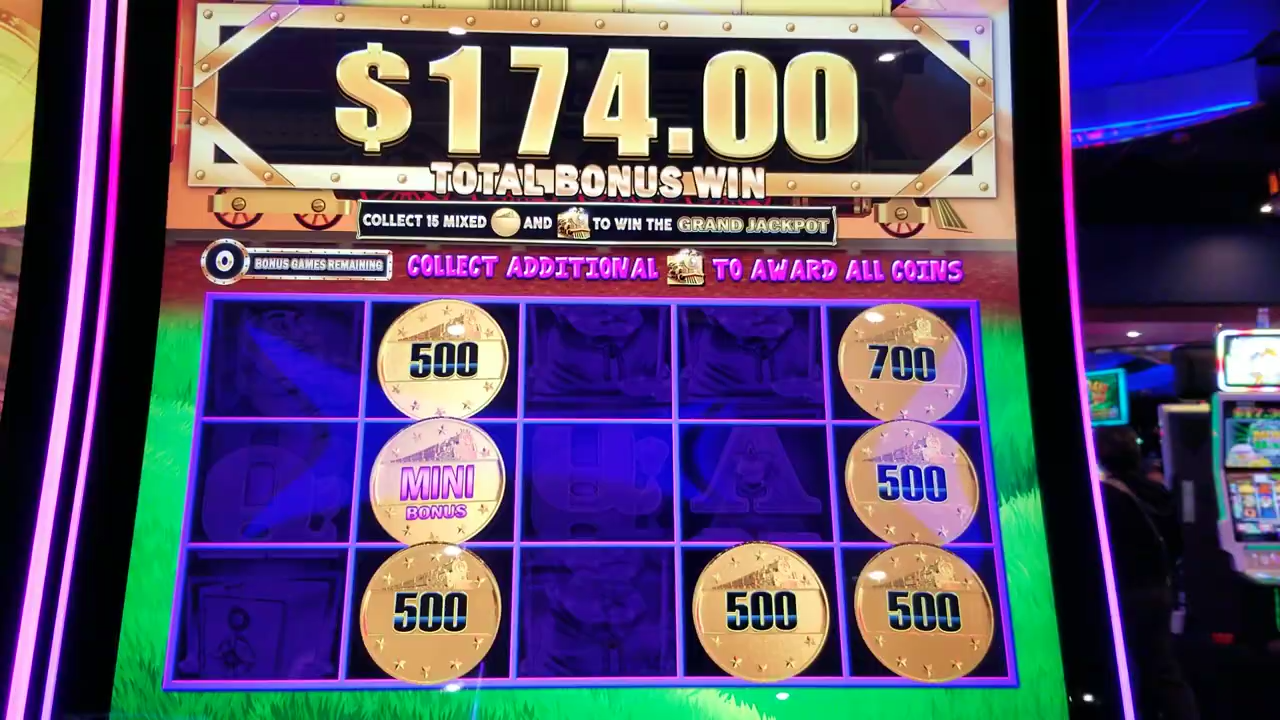 $174.00
TOTAL BONUS WIN
COLLECT 15 MIXED AND TO WIN THE GRAND JACKPOT
0 BONUS GAMES REMAINING
COLLECT ADDITIONAL TO AWARD ALL COINS
500
700
MINI
BONUS
500
500
500
500